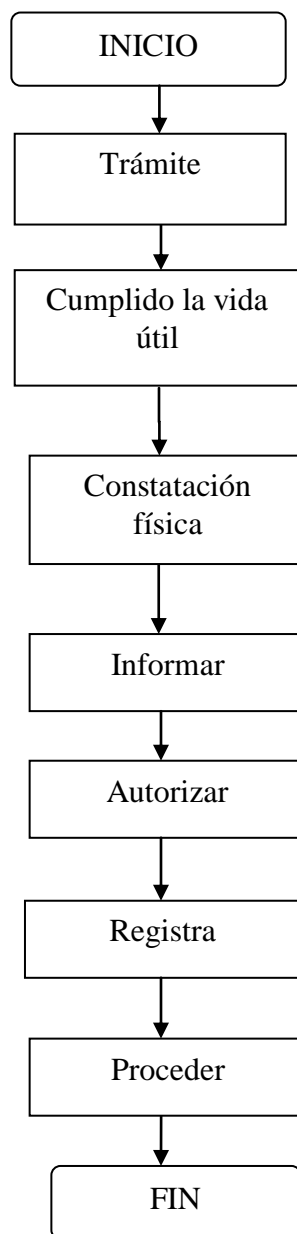 INICIO
Trámite
Cumplido la vida
útil
Constatación
física
Informar
Autorizar
Registra
Proceder
FIN